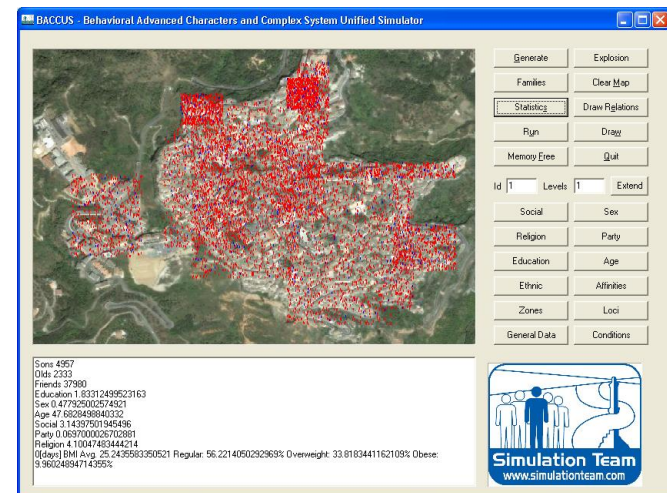 BACCUS - Behavioral Advanced Characters and Complex System Unified Simulator
Generate Explosion
Families Clear Map
Statistics Draw Relations
Run Draw
Memory Free Quit
Id 1 Levels 1 Extend
Social Sex
Religion Party
Education Age
Ethnic Affinities
Zones Loci
General Data Conditions
Sons 4957
Olds 2333
Friends 37980
Education 1.83312499523163
Sex 0.477925002574921
Age 47.6828498840332
Social 3.14397501945496
Party 0.0697000026702881
Religion 4.10047483444214
0[days] BMI Avg. 25.2435583350521 Regular: 56.2214050292969% Overweight: 33.8183441162109% Obese:
9.96024894714355%
Simulation Team
www.simulationteam.com